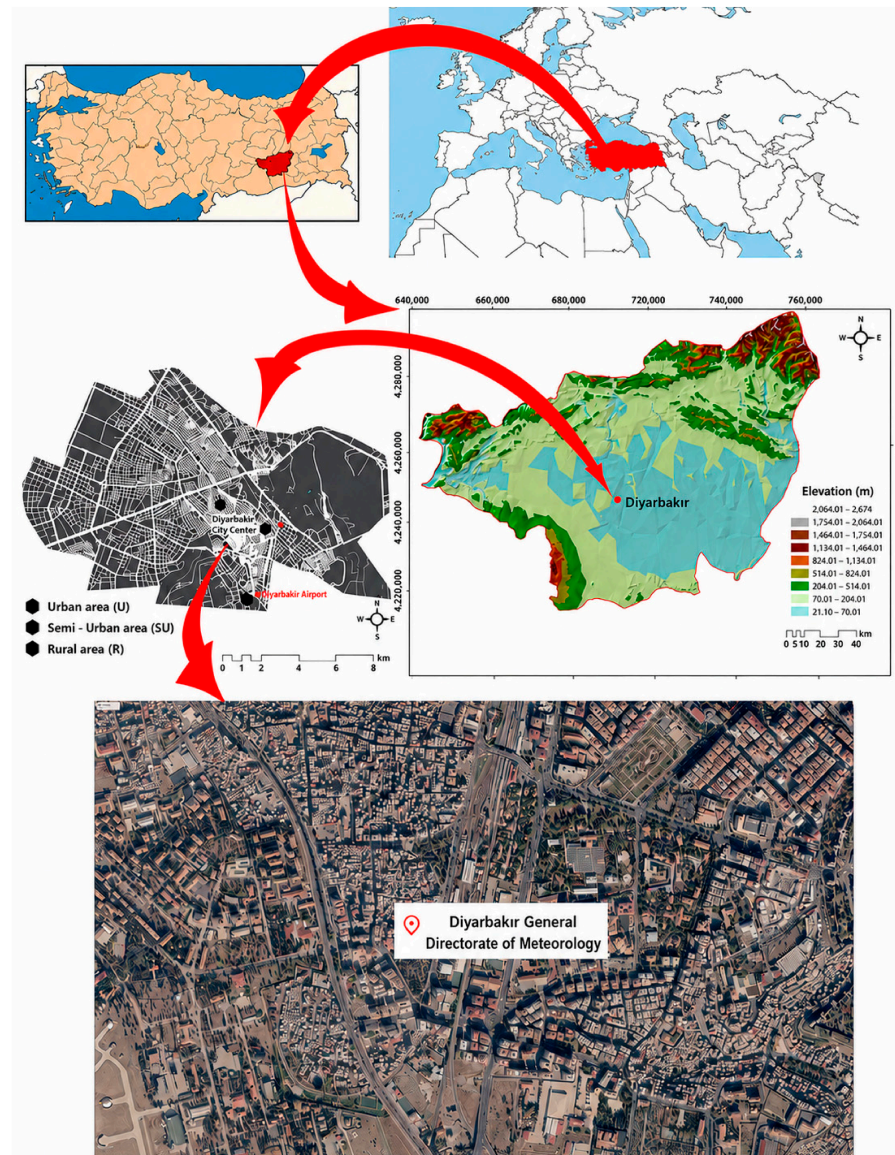 640,000
660,000
680,000
720,000
740,000
760,000
4.280,000
4.260,000
4.240,000
4.220,000
N
W
E
S
Diyarbakır
Elevation (m)
2,064.01 – 2,674
1,754.01 – 2,064.01
1,464.01 – 1,754.01
1,134.01 – 1,464.01
824.01 – 1,134.01
514.01 – 824.01
204.01 – 514.01
70.01 – 204.01
21.10 – 70.01
km
0 5 10 20 30 40
Diyarbakir
City Center
Diyarbakir Airport
Urban area (U)
Semi - Urban area (SU)
Rural area (R)
N
W
E
S
km
0 1 2 4 6 8
Diyarbakır General
Directorate of Meteorology